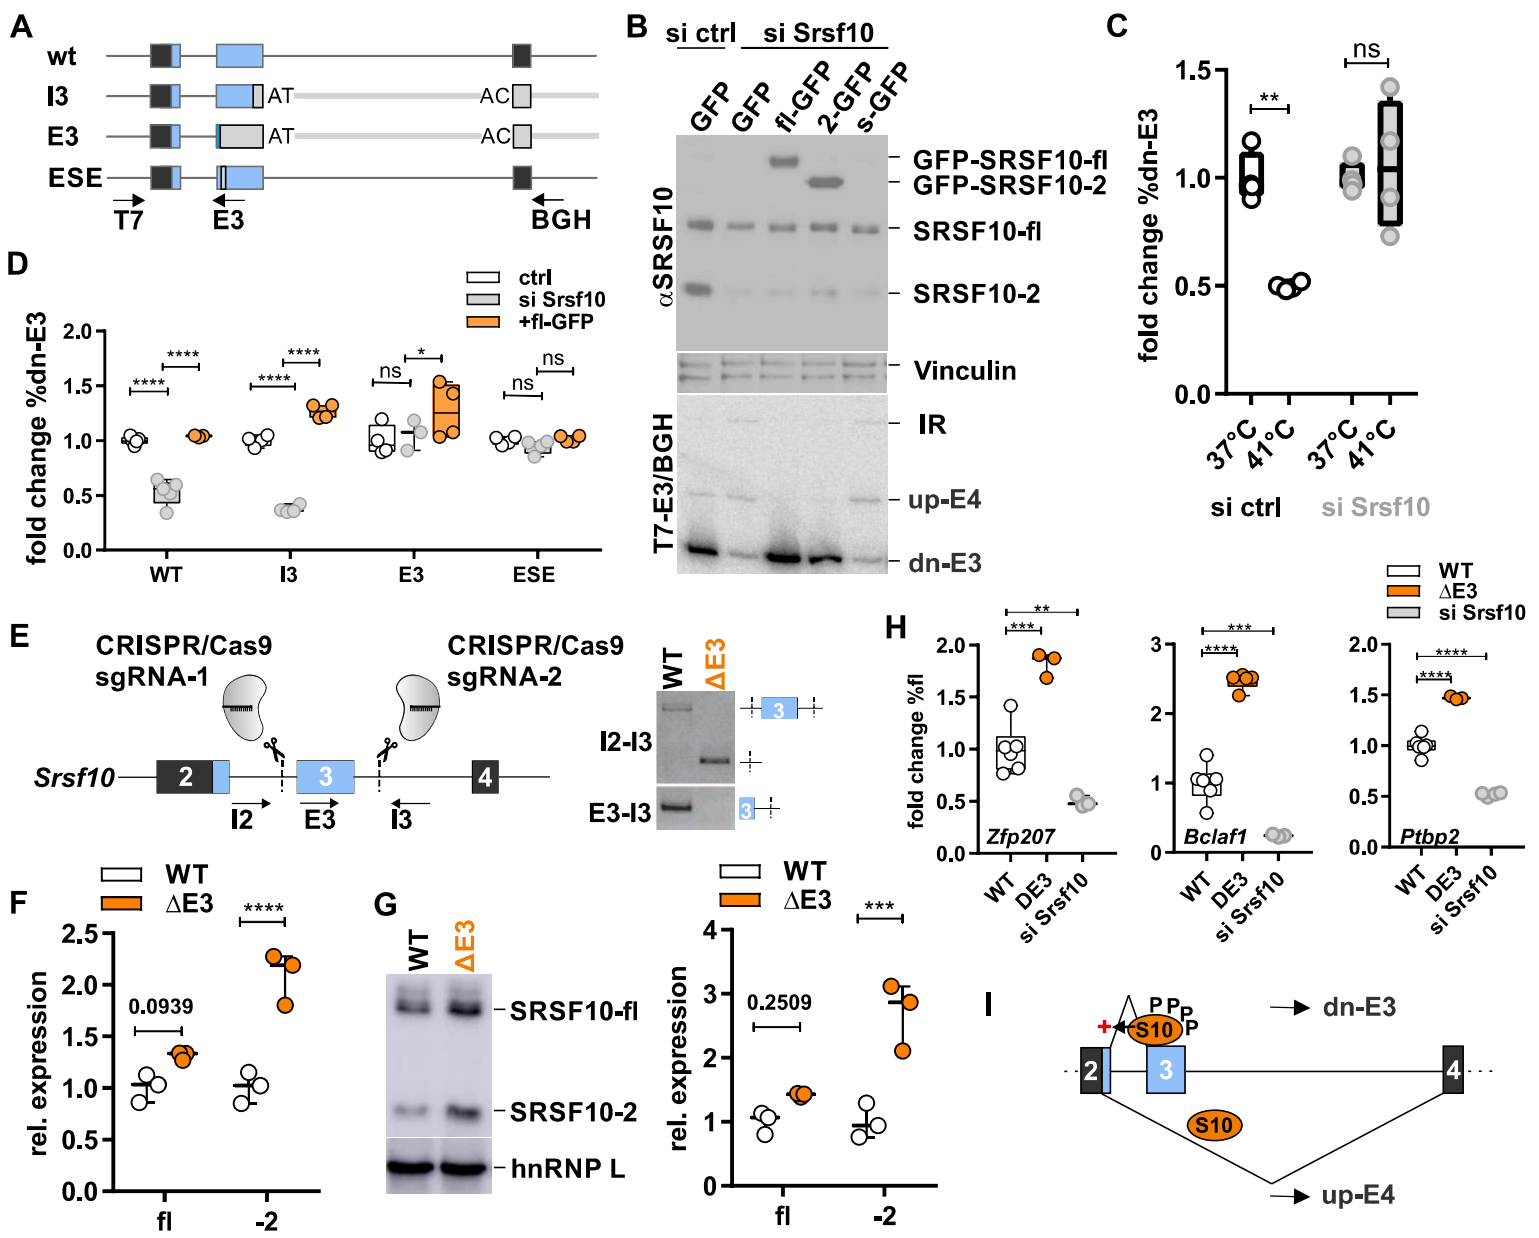 A
wt
I3
AT
AC
E3
AT
AC
ESE
T7
E3
BGH
B
si ctrl
si Srsf10
GFP
GFP
fl-GFP
2-GFP
s-GFP
αSRSF10
GFP-SRSF10-fl
GFP-SRSF10-2
SRSF10-fl
SRSF10-2
Vinculin
T7-E3/BGH
IR
up-E4
dn-E3
C
fold change %dn-E3
1.5
1.0
0.5
0.0
**
ns
37°C
41°C
37°C
41°C
si ctrl
si Srsf10
D
ctrl
si Srsf10
+fl-GFP
fold change %dn-E3
2.0
1.5
1.0
0.5
0.0
****
****
****
****
ns
*
ns
ns
WT
I3
E3
ESE
E
CRISPR/Cas9
sgRNA-1
CRISPR/Cas9
sgRNA-2
Srsf10
2
3
4
I2
E3
I3
WT
ΔE3
I2-I3
3
E3-I3
3
F
WT
ΔE3
rel. expression
2.5
2.0
1.5
1.0
0.5
0.0
0.0939
****
fl
-2
G
WT
ΔE3
SRSF10-fl
SRSF10-2
hnRNP L
WT
ΔE3
rel. expression
4
3
2
1
0
0.2509
***
fl
-2
H
WT
ΔE3
si Srsf10
fold change %fl
2.0
1.5
1.0
0.5
0.0
**
***
Zfp207
WT
DE3
si Srsf10
3
2
1
0
***
****
Bclaf1
WT
DE3
si Srsf10
2.0
1.5
1.0
0.5
0.0
****
****
Ptbp2
WT
DE3
si Srsf10
I
P P P P
+
S10
dn-E3
2
3
4
S10
up-E4